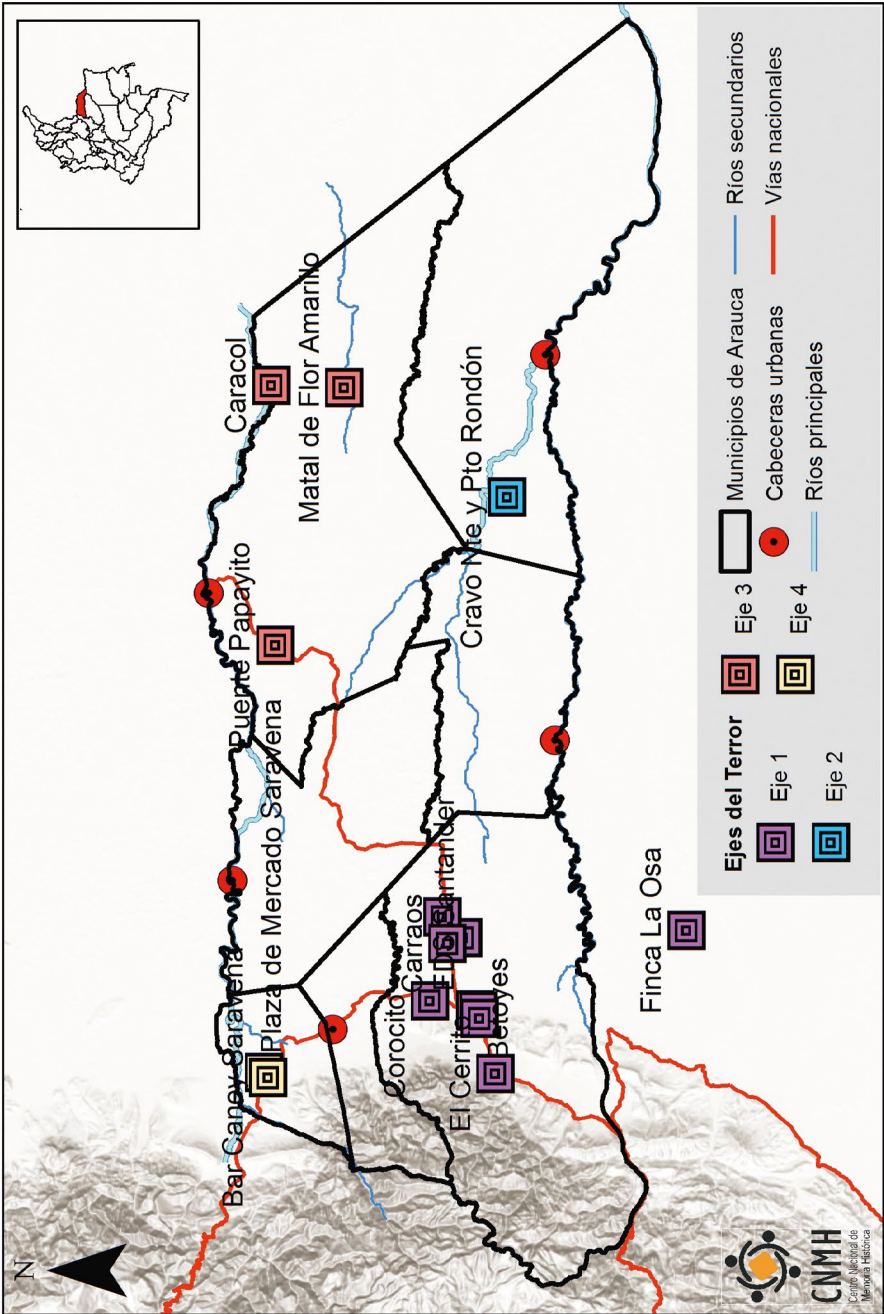 N
Bar Caney Saravena
Plaza de Mercado Saravena
Puente Papayito
Caracol
Matal de Flor Amarillo
Cravo Nte y Pto Rondón
Corocito
Carraos
EDS Santander
El Cerrito
Betoyes
Finca La Osa
Ejes del Terror
Eje 1
Eje 2
Eje 3
Eje 4
Municipios de Arauca
Cabeceras urbanas
Ríos principales
Ríos secundarios
Vías nacionales
CNMH
Centro Nacional de
Memoria Histórica